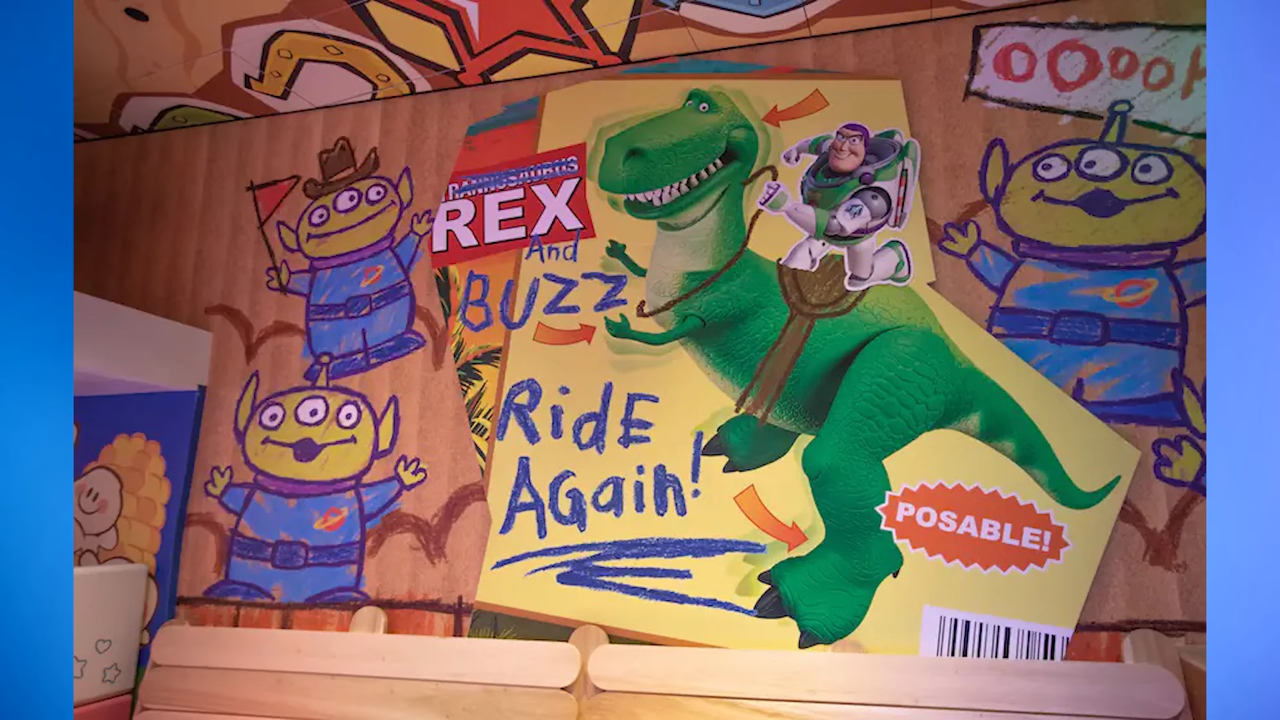 OOooH
RANNOSAURUS
REX
And
BUZZ
RidE
AGain!
POSABLE!